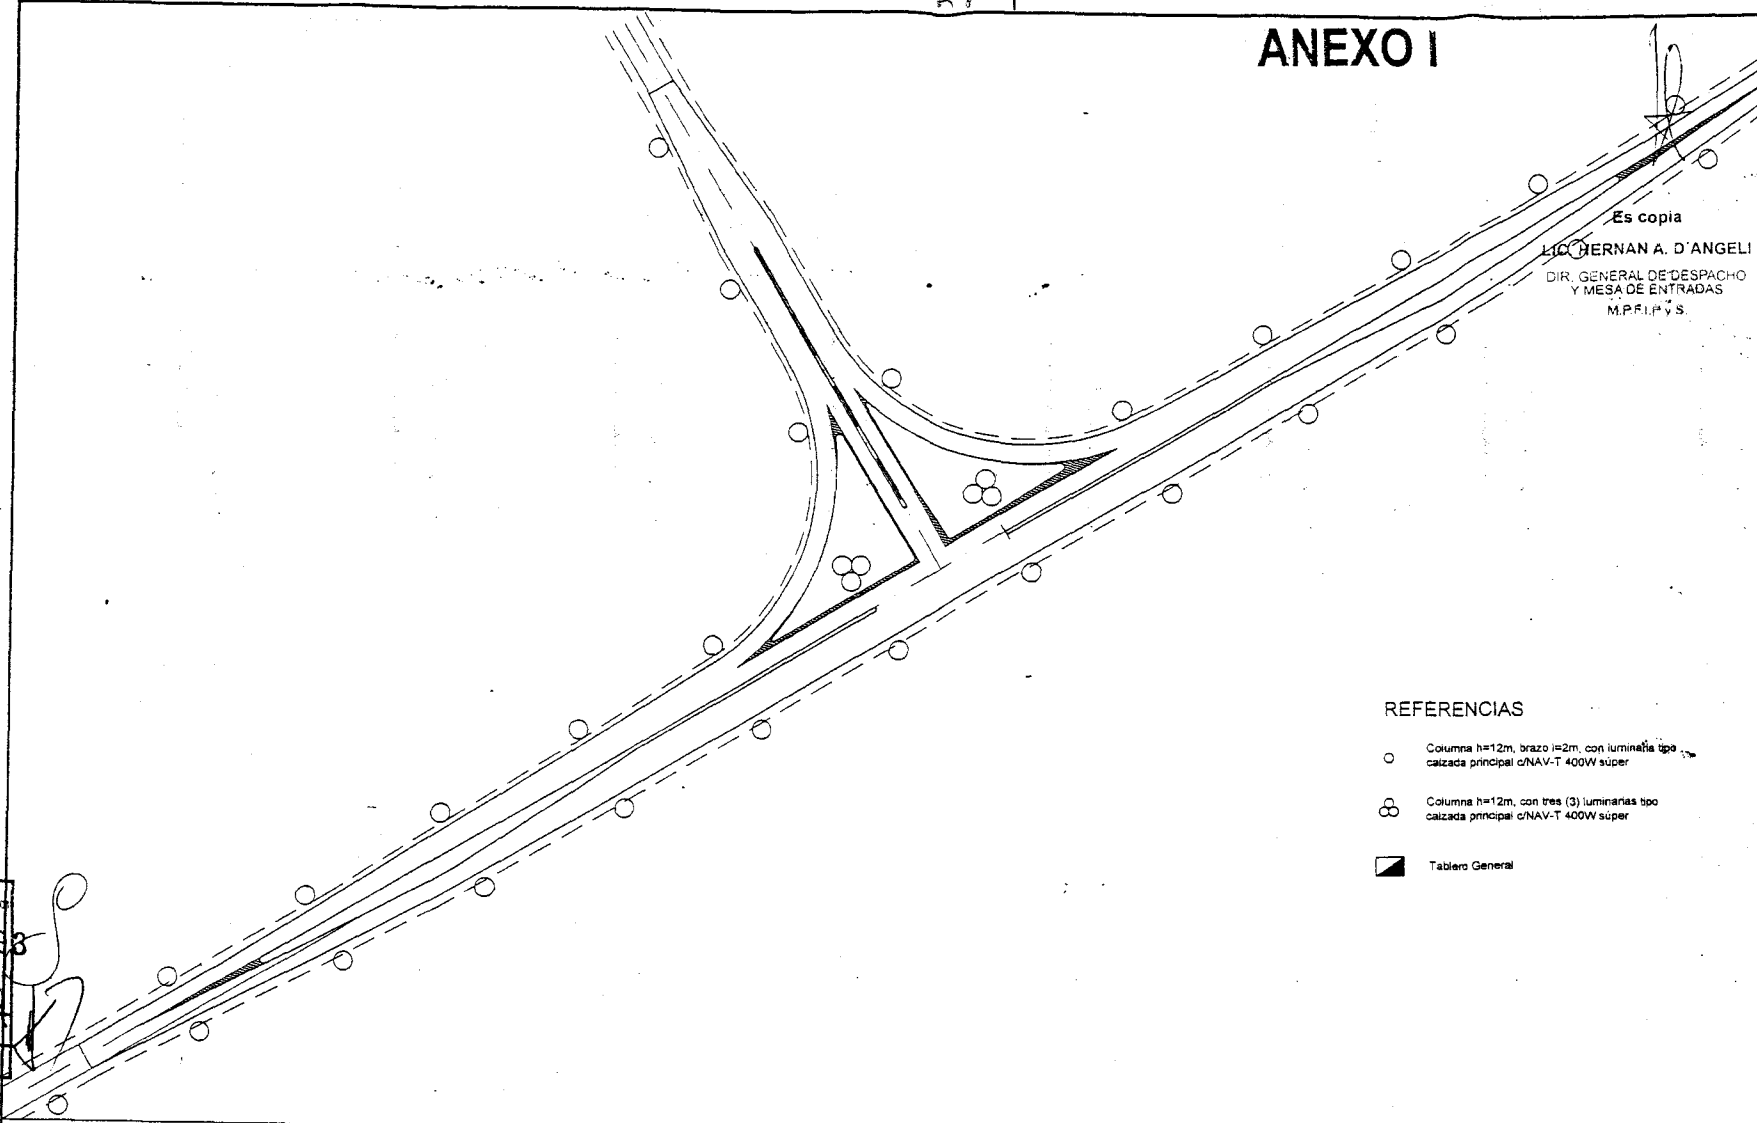 ANEXO I
Es copia
LIC. HERNAN A. D'ANGELI
DIR. GENERAL DE DESPACHO
Y MESA DE ENTRADAS
M.P.F.I.P y S.
REFERENCIAS
Columna h=12m, brazo l=2m, con luminaria tipo
calzada principal c/NAV-T 400W súper
Columna h=12m, con tres (3) luminarias tipo
calzada principal c/NAV-T 400W súper
Tablero General